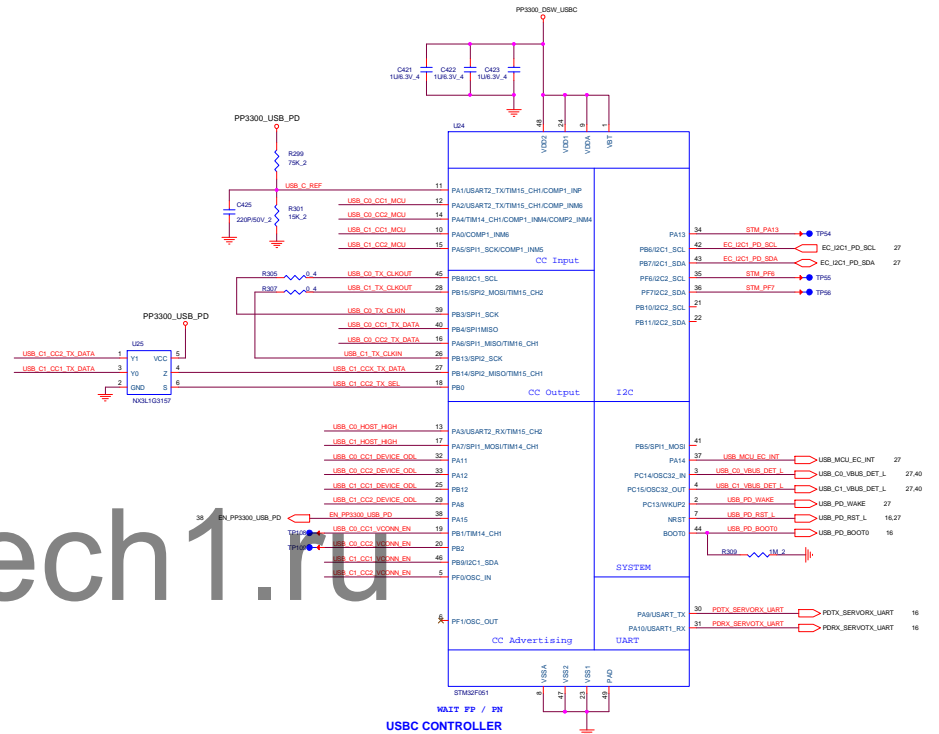 PP3300_DSW_USBC
C421
1U/6.3V_4
C422
1U/6.3V_4
C423
1U/6.3V_4
PP3300_USB_PD
R299
75K_2
C425
220P/50V_2
R301
15K_2
U24
48 24 9 1
VDD2 VDD1 VDDA VBT
USB_C_REF 11 PA1/USART2_TX/TIM15_CH1/COMP1_INP
USB_C0_CC1_MCU 12 PA2/USART2_TX/TIM15_CH1/COMP_INM6
USB_C0_CC2_MCU 14 PA4/TIM14_CH1/COMP1_INM4/COMP2_INM4
USB_C1_CC1_MCU 10 PA0/COMP1_INM6
USB_C1_CC2_MCU 15 PA5/SPI1_SCK/COMP1_INM5
CC Input
R305 0_4 USB_C0_TX_CLKOUT 45 PB8/I2C1_SCL
R307 0_4 USB_C1_TX_CLKOUT 28 PB15/SPI2_MOSI/TIM15_CH2
USB_C0_TX_CLKIN 39 PB3/SPI1_SCK
USB_C0_CC1_TX_DATA 40 PB4/SPI1MISO
USB_C0_CC2_TX_DATA 16 PA6/SPI1_MISO/TIM16_CH1
USB_C1_TX_CLKIN 26 PB13/SPI2_SCK
USB_C1_CCX_TX_DATA 27 PB14/SPI2_MISO/TIM15_CH1
USB_C1_CC2_TX_SEL 18 PB0
CC Output
PP3300_USB_PD
U25
USB_C1_CC2_TX_DATA 1 Y1 VCC 5
USB_C1_CC1_TX_DATA 3 Y0 Z 4
2 GND S 6
NX3L1G3157
PA13 34 STM_PA13 TP54
PB6/I2C1_SCL 42 EC_I2C1_PD_SCL EC_I2C1_PD_SCL 27
PB7/I2C1_SDA 43 EC_I2C1_PD_SDA EC_I2C1_PD_SDA 27
PF6/I2C2_SCL 35 STM_PF6 TP55
PF7I2C2_SDA 36 STM_PF7 TP56
PB10/I2C2_SCL 21
PB11/I2C2_SDA 22
I2C
USB_C0_HOST_HIGH 13 PA3/USART2_RX/TIM15_CH2
USB_C1_HOST_HIGH 17 PA7/SPI1_MOSI/TIM14_CH1
USB_C0_CC1_DEVICE_ODL 32 PA11
USB_C0_CC2_DEVICE_ODL 33 PA12
USB_C1_CC1_DEVICE_ODL 25 PB12
USB_C1_CC2_DEVICE_ODL 29 PA8
38 EN_PP3300_USB_PD EN_PP3300_USB_PD 38 PA15
TP108 USB_C0_CC1_VCONN_EN 19 PB1/TIM14_CH1
TP109 USB_C0_CC2_VCONN_EN 20 PB2
USB_C1_CC1_VCONN_EN 46 PB9/I2C1_SDA
USB_C1_CC2_VCONN_EN 5 PF0/OSC_IN
6 PF1/OSC_OUT
CC Advertising
PB5/SPI1_MOSI 41
PA14 37 USB_MCU_EC_INT USB_MCU_EC_INT 27
PC14/OSC32_IN 3 USB_C0_VBUS_DET_L USB_C0_VBUS_DET_L 27,40
PC15/OSC32_OUT 4 USB_C1_VBUS_DET_L USB_C1_VBUS_DET_L 27,40
PC13/WKUP2 2 USB_PD_WAKE USB_PD_WAKE 27
NRST 7 USB_PD_RST_L USB_PD_RST_L 16,27
BOOT0 44 USB_PD_BOOT0 USB_PD_BOOT0 16
R309 1M_2
SYSTEM
PA9/USART_TX 30 PDTX_SERVORX_UART PDTX_SERVORX_UART 16
PA10/USART1_RX 31 PDRX_SERVOTX_UART PDRX_SERVOTX_UART 16
UART
VSSA VSS2 VSS1 PAD
8 47 23 49
STM32F051
WAIT FP / PN
USBC CONTROLLER
ech1.ru